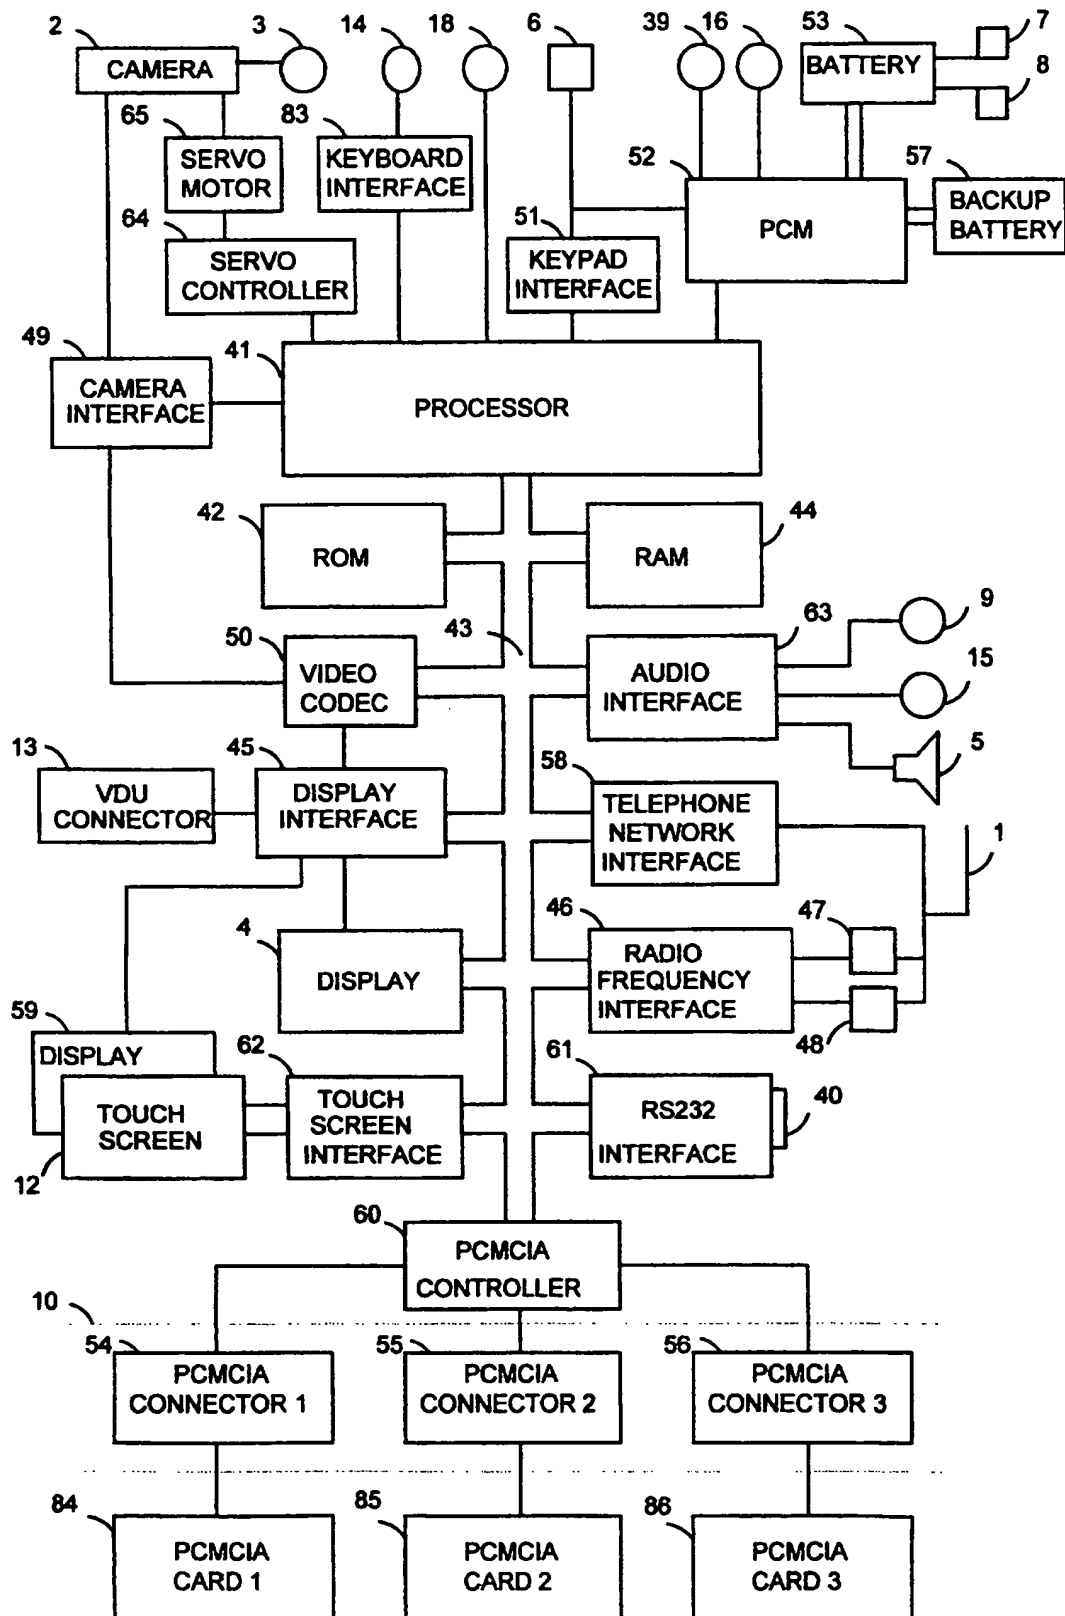 2 3 14 18 6 39 16 53 7
CAMERA
BATTERY
8
65 83
SERVO
MOTOR
KEYBOARD
INTERFACE
52 57
PCM
BACKUP
BATTERY
64 51
SERVO
CONTROLLER
KEYPAD
INTERFACE
49 41
CAMERA
INTERFACE
PROCESSOR
42 44
ROM
RAM
50 43 63 9
VIDEO
CODEC
AUDIO
INTERFACE
15
13 45 58 5
VDU
CONNECTOR
DISPLAY
INTERFACE
TELEPHONE
NETWORK
INTERFACE
1
4 46 47
DISPLAY
RADIO
FREQUENCY
INTERFACE
59 62 61 48
DISPLAY
TOUCH
SCREEN
TOUCH
SCREEN
INTERFACE
RS232
INTERFACE
40
12
60
PCMCIA
CONTROLLER
10
54 55 56
PCMCIA
CONNECTOR 1
PCMCIA
CONNECTOR 2
PCMCIA
CONNECTOR 3
84 85 86
PCMCIA
CARD 1
PCMCIA
CARD 2
PCMCIA
CARD 3